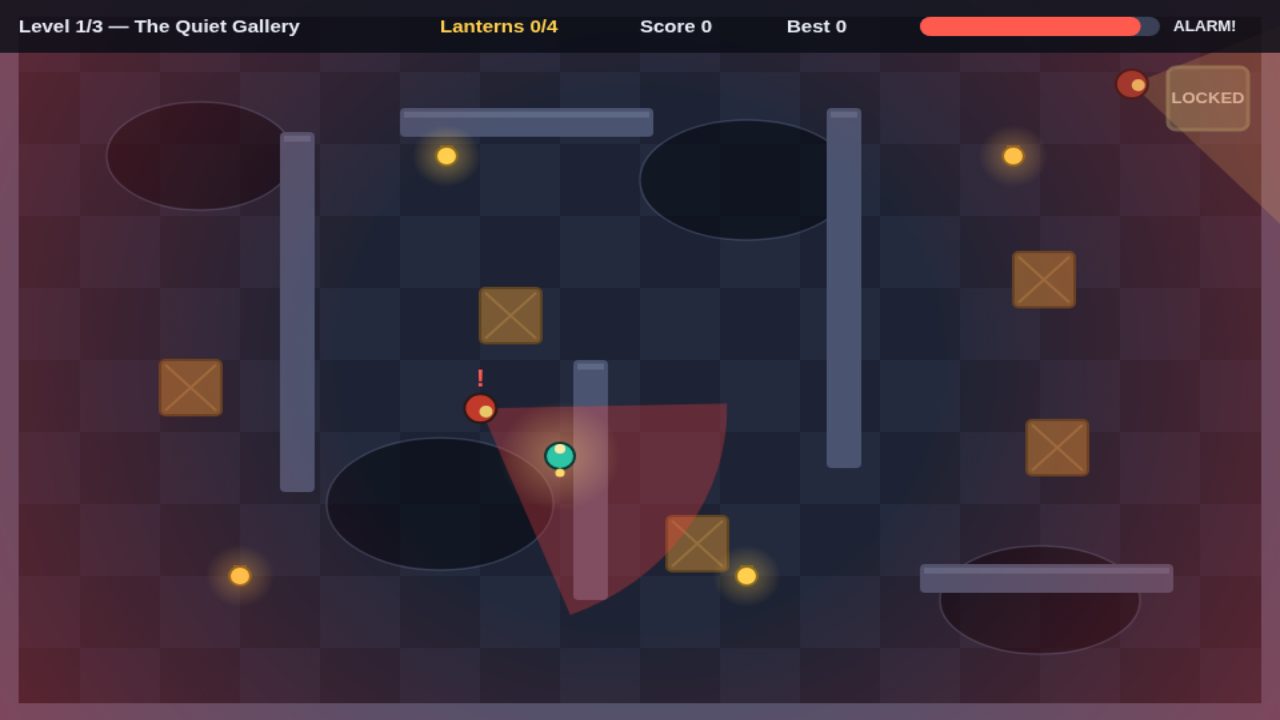 Level 1/3 — The Quiet Gallery
Lanterns 0/4
Score 0
Best 0
ALARM!
LOCKED
!